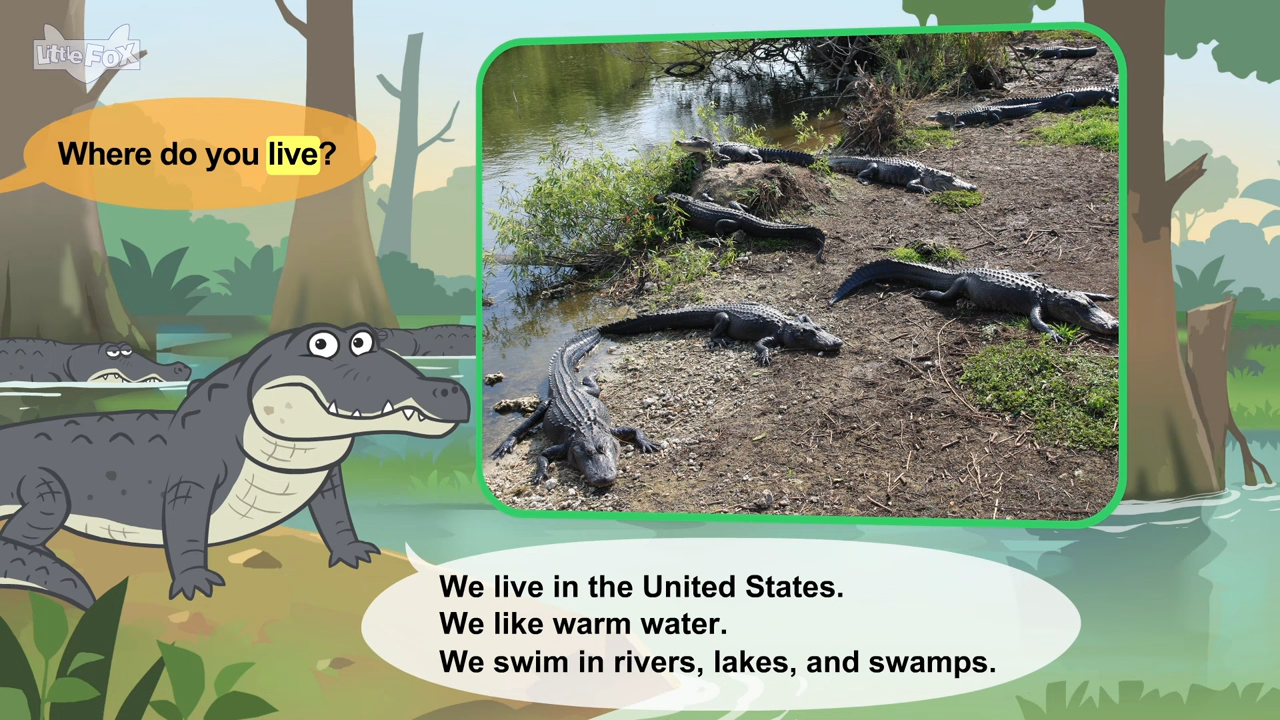 Little Fox
Where do you live?
We live in the United States.
We like warm water.
We swim in rivers, lakes, and swamps.